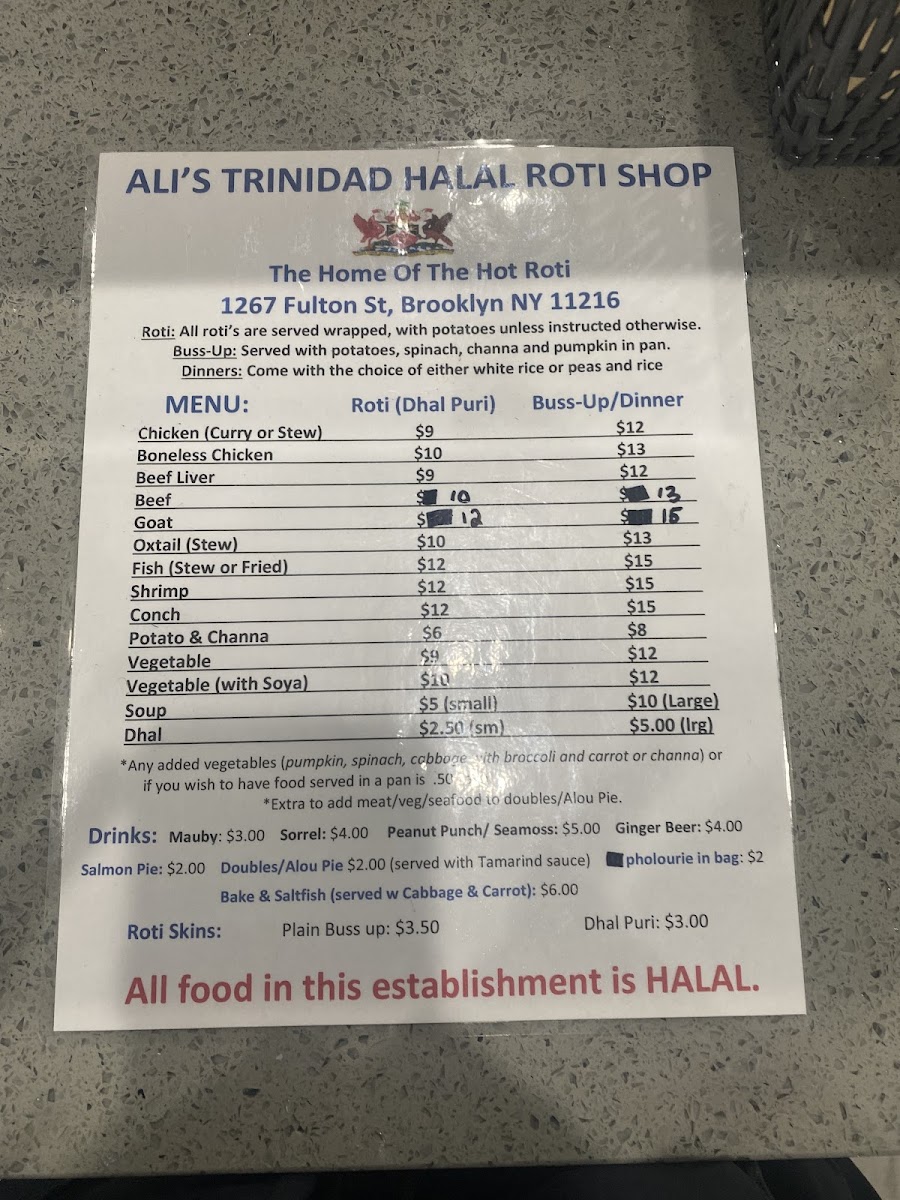 ALI'S TRINIDAD HALAL ROTI SHOP
The Home Of The Hot Roti
1267 Fulton St, Brooklyn NY 11216
Roti: All roti's are served wrapped, with potatoes unless instructed otherwise.
Buss-Up: Served with potatoes, spinach, channa and pumpkin in pan.
Dinners: Come with the choice of either white rice or peas and rice
MENU: Roti (Dhal Puri) Buss-Up/Dinner
Chicken (Curry or Stew) $9 $12
Boneless Chicken $10 $13
Beef Liver $9 $12
Beef $ 10 $ 13
Goat $ 12 $ 15
Oxtail (Stew) $10 $13
Fish (Stew or Fried) $12 $15
Shrimp $12 $15
Conch $12 $15
Potato & Channa $6 $8
Vegetable $9 $12
Vegetable (with Soya) $10 $12
Soup $5 (small) $10 (Large)
Dhal $2.50 (sm) $5.00 (lrg)
*Any added vegetables (pumpkin, spinach, cabbage with broccoli and carrot or channa) or
if you wish to have food served in a pan is .50
*Extra to add meat/veg/seafood to doubles/Alou Pie.
Drinks: Mauby: $3.00 Sorrel: $4.00 Peanut Punch/ Seamoss: $5.00 Ginger Beer: $4.00
Salmon Pie: $2.00 Doubles/Alou Pie $2.00 (served with Tamarind sauce) pholourie in bag: $2
Bake & Saltfish (served w Cabbage & Carrot): $6.00
Roti Skins: Plain Buss up: $3.50 Dhal Puri: $3.00
All food in this establishment is HALAL.